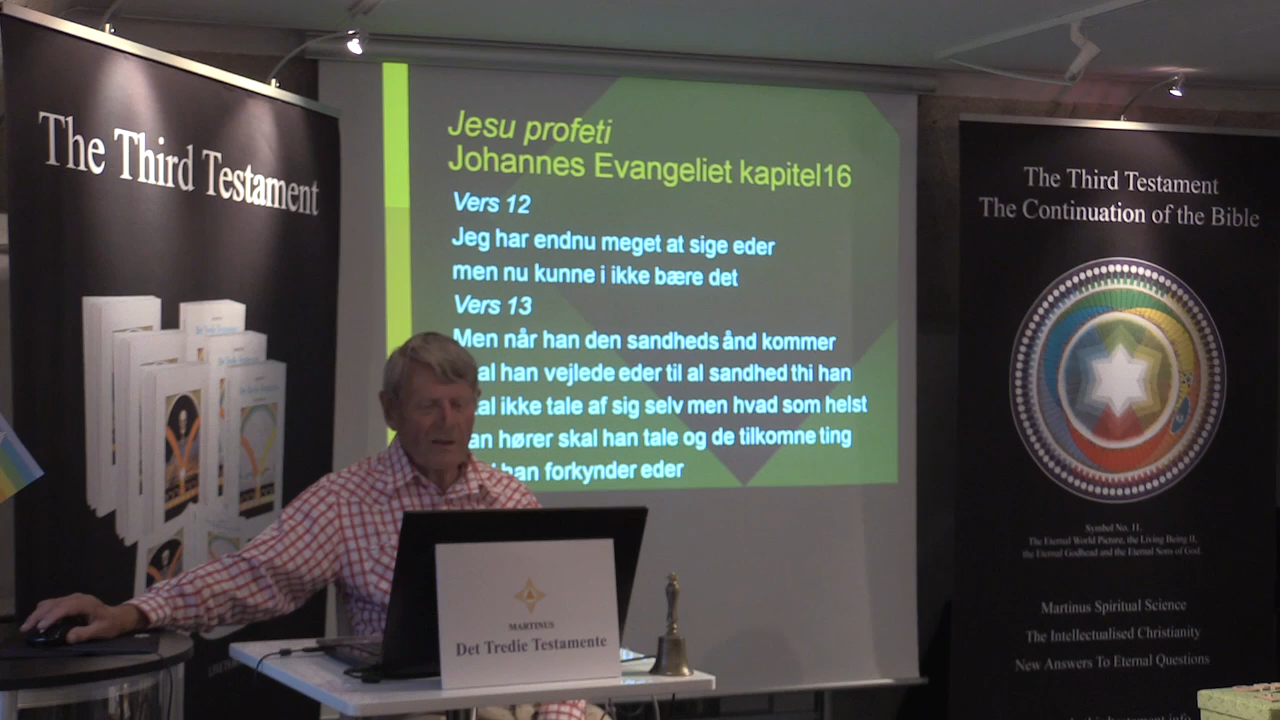 The Third Testament
Jesu profeti
Johannes Evangeliet kapitel16
Vers 12
Jeg har endnu meget at sige eder
men nu kunne i ikke bære det
Vers 13
Men når han den sandheds ånd kommer
han vejlede eder til al sandhed thi han
ikke tale af sig selv men hvad som helst
hører skal han tale og de tilkomne ting
han forkynder eder
The Third Testament
The Continuation of the Bible
Symbol No. 11.
The Eternal World Picture, the Living Being II,
the Eternal Godhead and the Eternal Sons of God.
Martinus Spiritual Science
The Intellectualised Christianity
New Answers To Eternal Questions
MARTINUS
Det Tredie Testamente